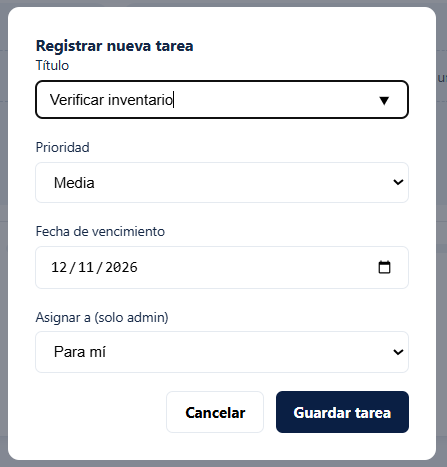 Registrar nueva tarea
Título
Verificar inventario
Prioridad
Media
Fecha de vencimiento
12/11/2026
Asignar a (solo admin)
Para mí
Cancelar
Guardar tarea